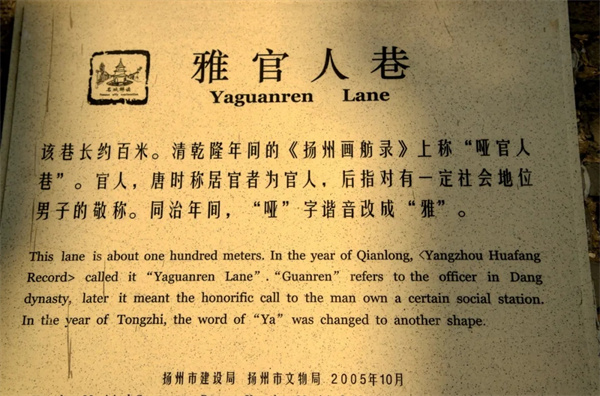 雅官人巷
Yaguanren Lane
该巷长约百米。清乾隆年间的《扬州画舫录》上称“哑官人
巷”。官人，唐时称居官者为官人，后指对有一定社会地位
男子的敬称。同治年间，“哑”字谐音改成“雅”。
This lane is about one hundred meters. In the year of Qianlong, <Yangzhou Huafang
Record> called it “Yaguanren Lane”. “Guanren” refers to the officer in Dang
dynasty, later it meant the honorific call to the man own a certain social station.
In the year of Tongzhi, the word of “Ya” was changed to another shape.
扬州市建设局 扬州市文物局 2005年10月